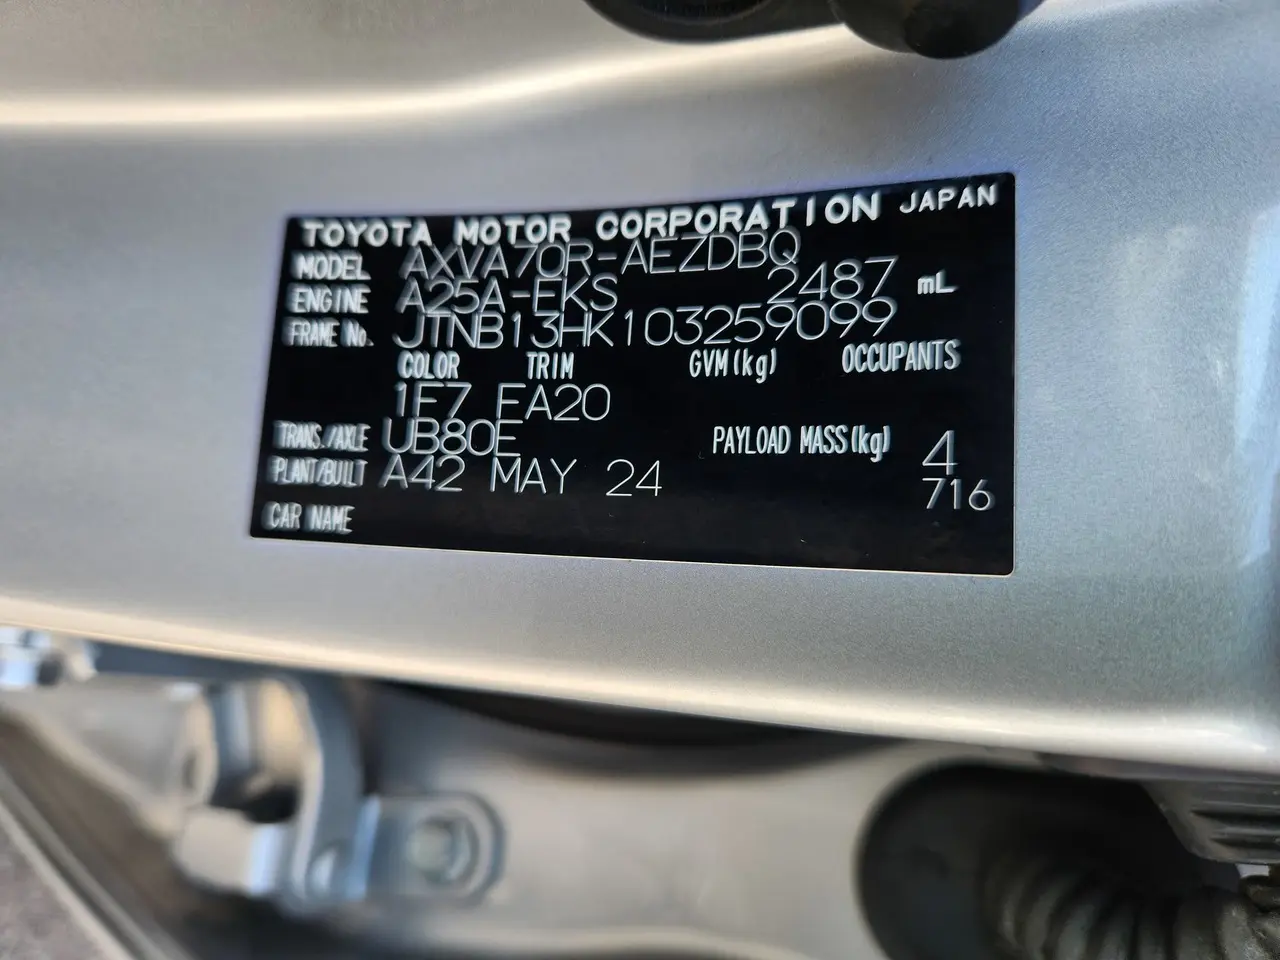 TOYOTA MOTOR CORPORATION JAPAN
MODEL AXVA70R-AEZDBQ
ENGINE A25A-FKS 2487 mL
FRAME No. JTNB13HK103259099
COLOR TRIM GVM(kg) OCCUPANTS
1F7 FA20
TRANS./AXLE UB80E PAYLOAD MASS(kg) 4
PLANT/BUILT A42 MAY 24 716
CAR NAME